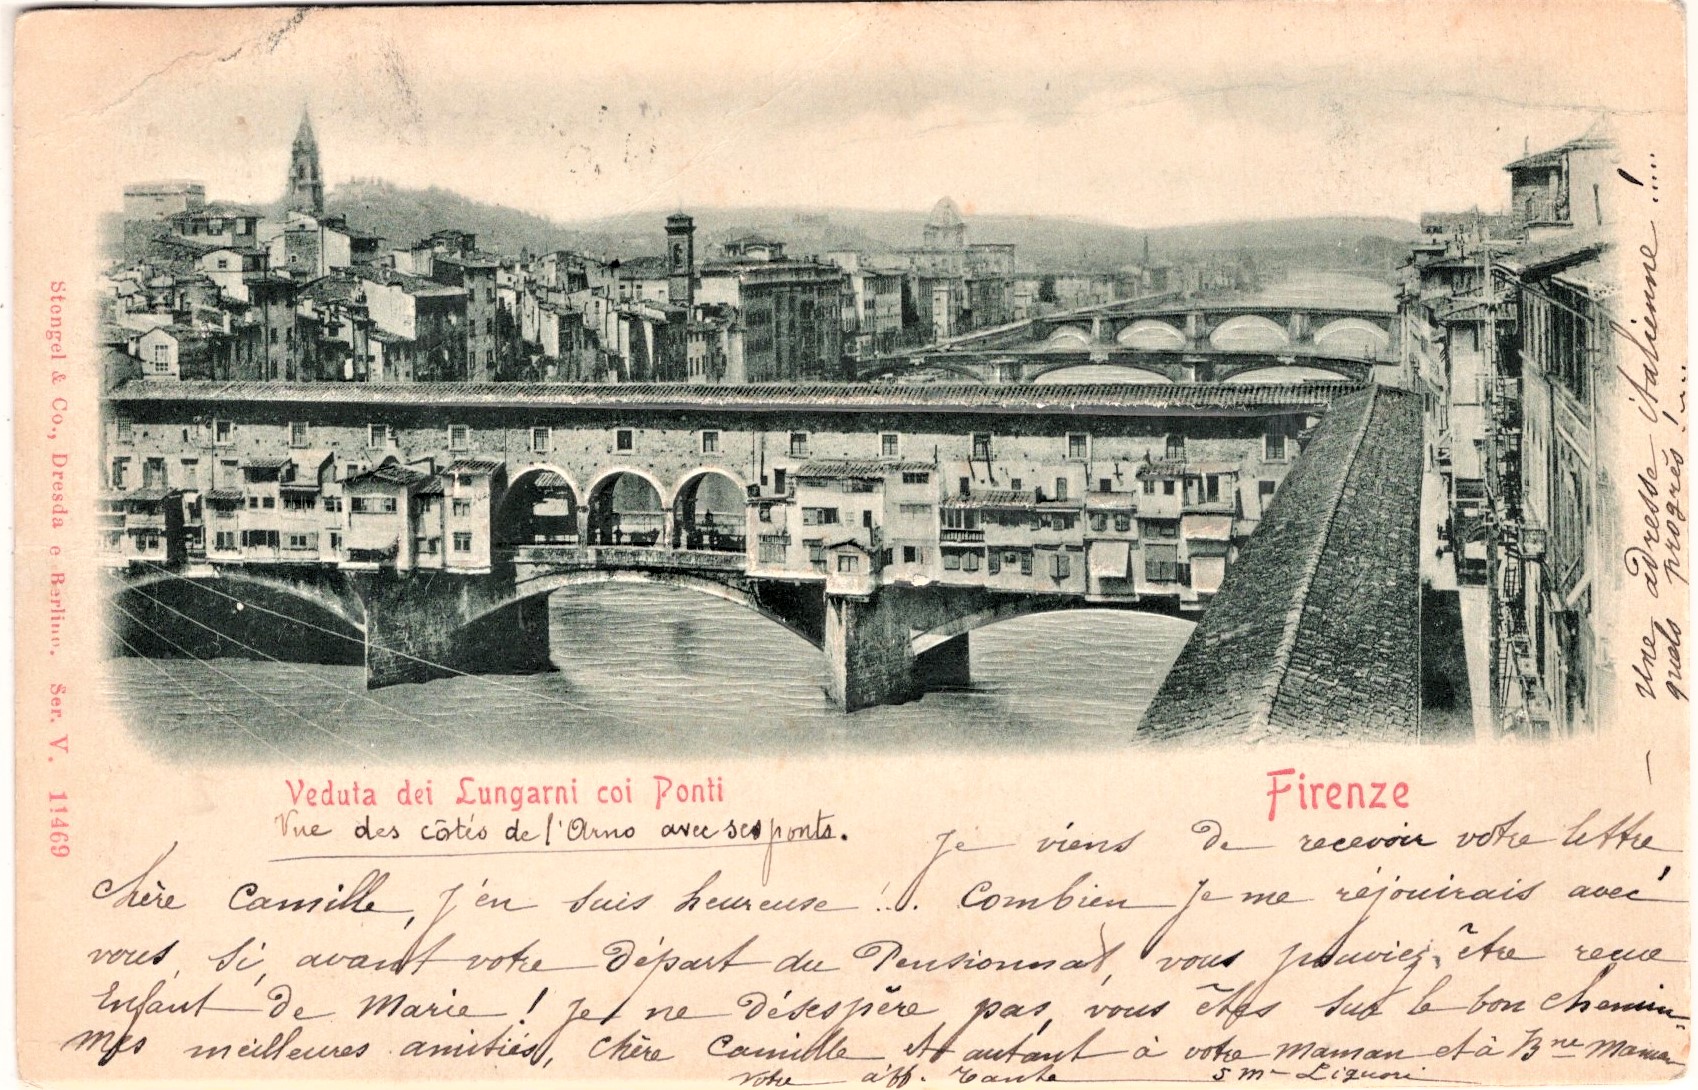 Stengel & Co., Dresda e Berlino. Ser. V. 11469
Veduta dei Lungarni coi Ponti
Firenze
Vue des côtés de l'Arno avec ses ponts.
Je viens de recevoir votre lettre,
chère Camille, j'en suis heureuse!... Combien je me réjouirais avec
vous, si, avant votre départ du Pensionnat, vous pouviez être reçue
Enfant de Marie! Je ne désespère pas, vous êtes sur le bon chemin.
Mes meilleures amitiés, chère Camille et autant à votre maman et à Bne Maman
votre aff. Tante Sr Mie Liguori
— Une adresse italienne!....
quels progrès!...